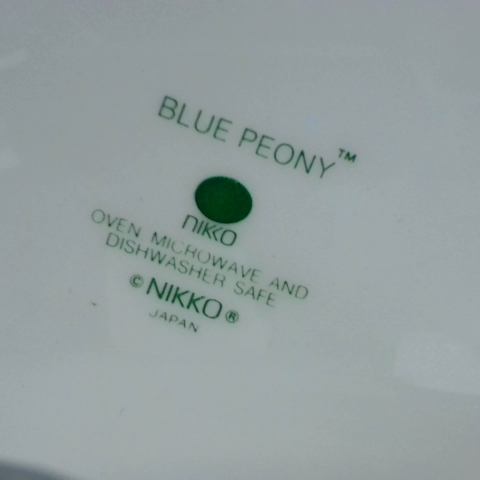 BLUE PEONY™
nikko
OVEN MICROWAVE AND
DISHWASHER SAFE
© NIKKO ®
JAPAN